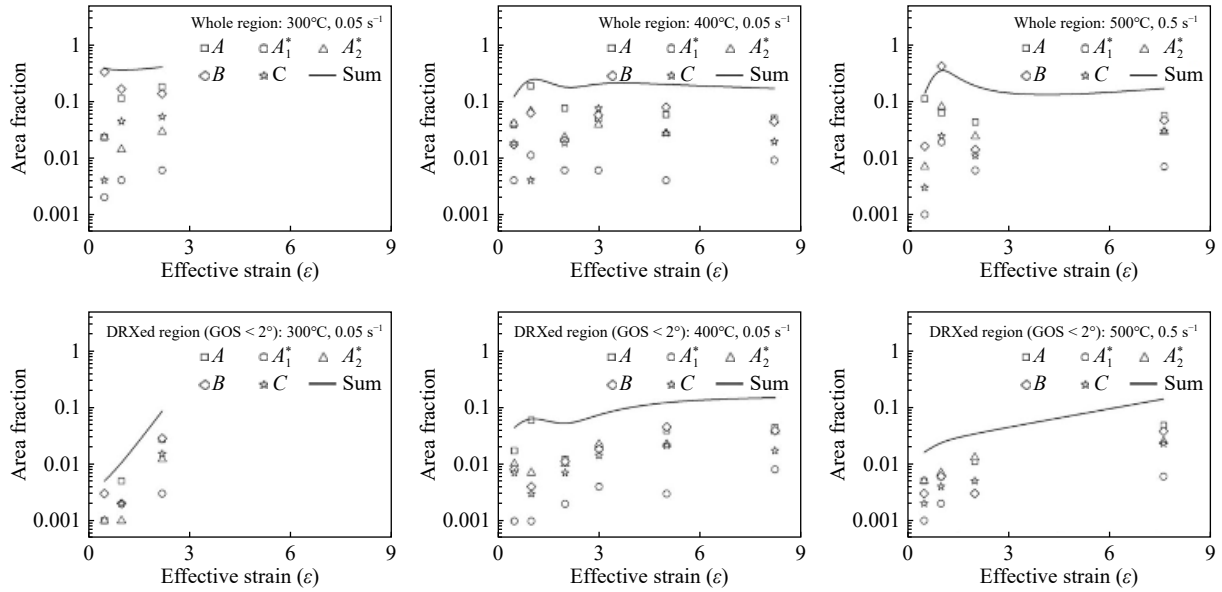 Whole region: 300°C, 0.05 s⁻¹
A A₁* A₂*
B C Sum
Area fraction
1
0.1
0.01
0.001
0 3 6 9
Effective strain (ε)
Whole region: 400°C, 0.05 s⁻¹
A A₁* A₂*
B C Sum
Area fraction
1
0.1
0.01
0.001
0 3 6 9
Effective strain (ε)
Whole region: 500°C, 0.5 s⁻¹
A A₁* A₂*
B C Sum
Area fraction
1
0.1
0.01
0.001
0 3 6 9
Effective strain (ε)
DRXed region (GOS < 2°): 300°C, 0.05 s⁻¹
A A₁* A₂*
B C Sum
Area fraction
1
0.1
0.01
0.001
0 3 6 9
Effective strain (ε)
DRXed region (GOS < 2°): 400°C, 0.05 s⁻¹
A A₁* A₂*
B C Sum
Area fraction
1
0.1
0.01
0.001
0 3 6 9
Effective strain (ε)
DRXed region (GOS < 2°): 500°C, 0.5 s⁻¹
A A₁* A₂*
B C Sum
Area fraction
1
0.1
0.01
0.001
0 3 6 9
Effective strain (ε)